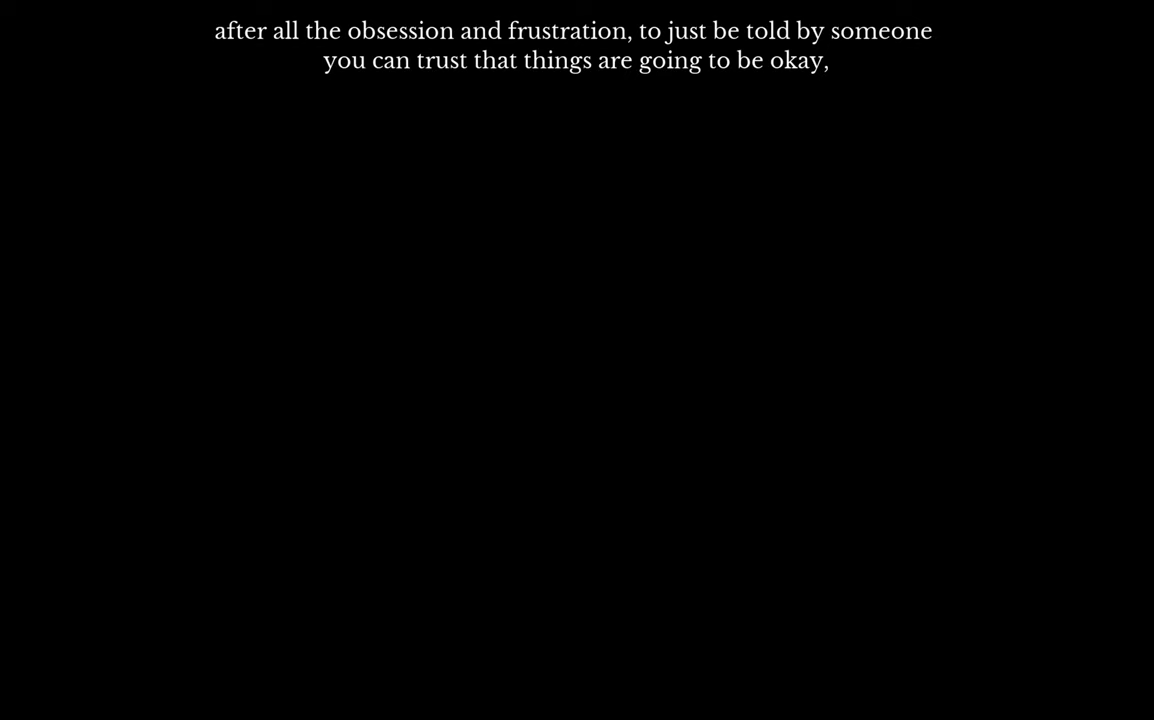 after all the obsession and frustration, to just be told by someone
you can trust that things are going to be okay,